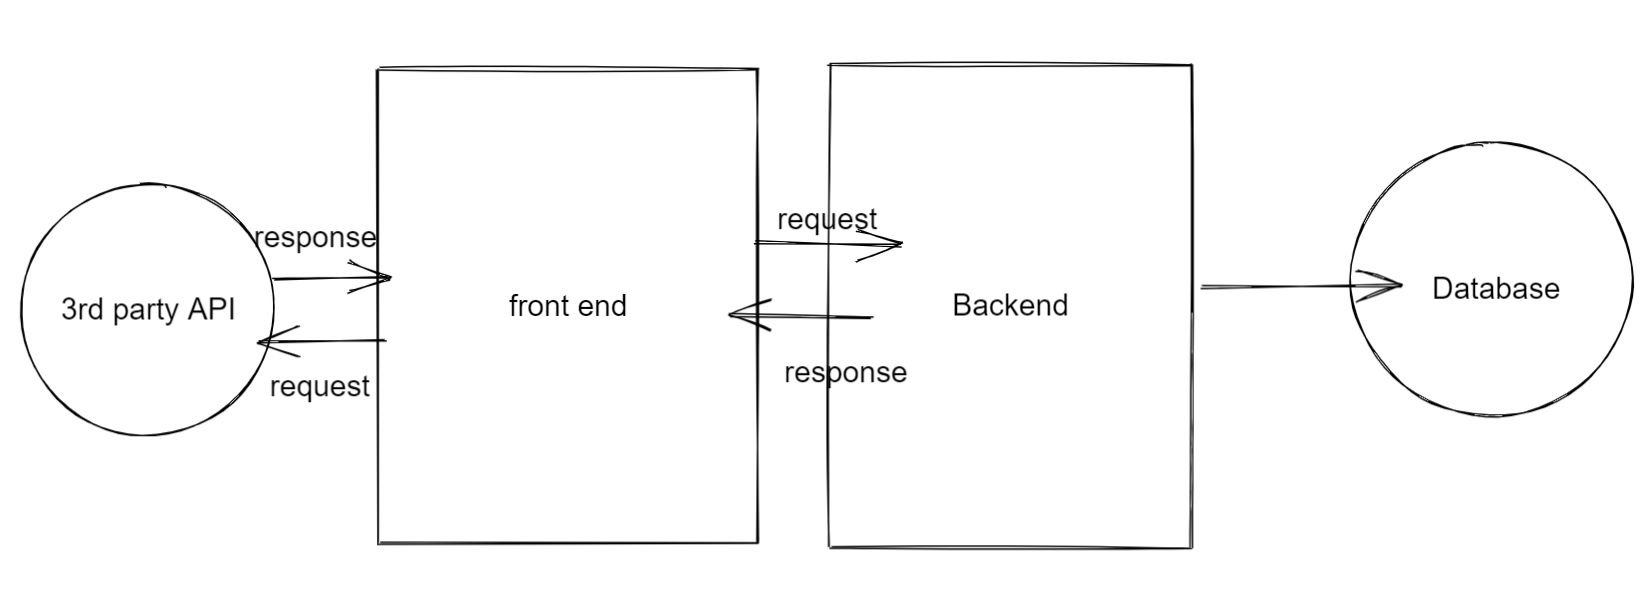 response
3rd party API
request
front end
request
response
Backend
Database